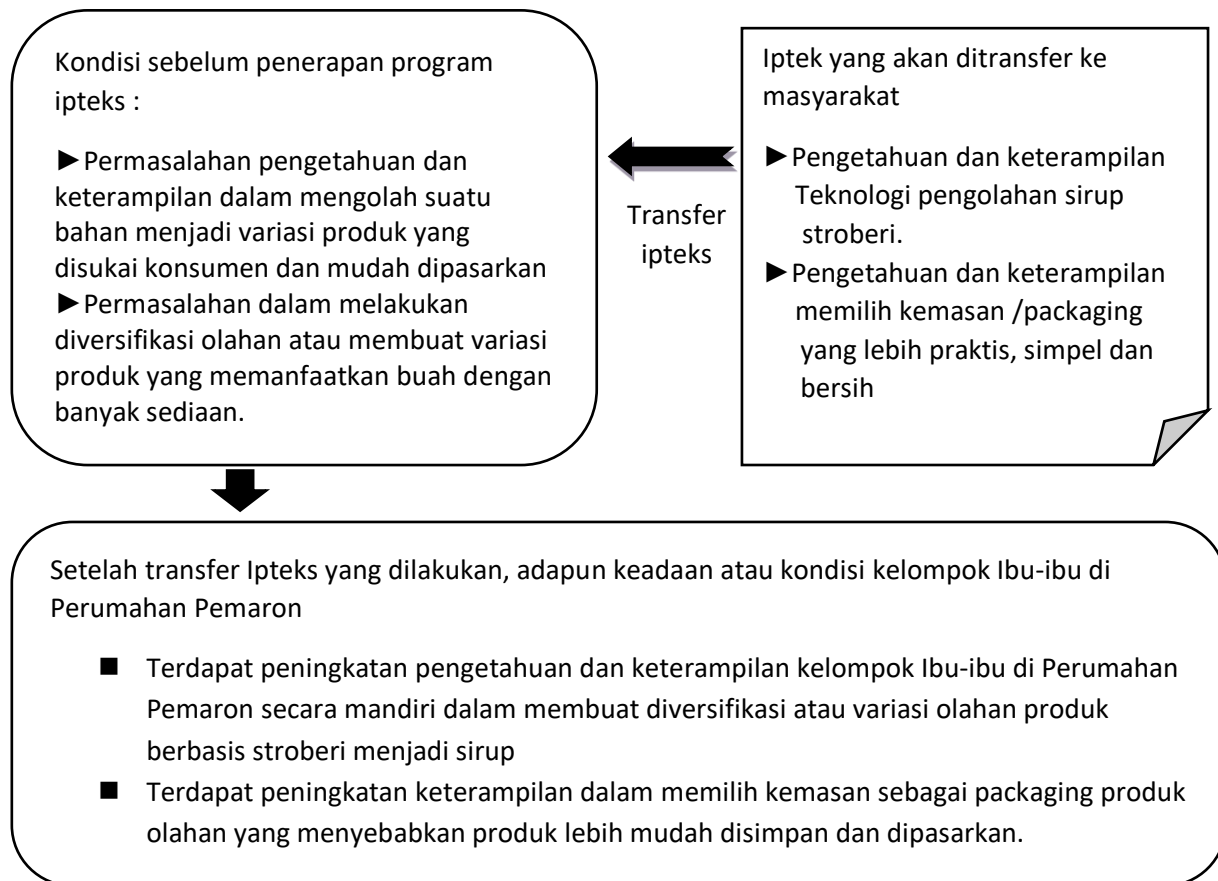 Kondisi sebelum penerapan program
ipteks :
►Permasalahan pengetahuan dan
keterampilan dalam mengolah suatu
bahan menjadi variasi produk yang
disukai konsumen dan mudah dipasarkan
►Permasalahan dalam melakukan
diversifikasi olahan atau membuat variasi
produk yang memanfaatkan buah dengan
banyak sediaan.
Transfer
ipteks
Iptek yang akan ditransfer ke
masyarakat
►Pengetahuan dan keterampilan
Teknologi pengolahan sirup
stroberi.
►Pengetahuan dan keterampilan
memilih kemasan /packaging
yang lebih praktis, simpel dan
bersih
Setelah transfer Ipteks yang dilakukan, adapun keadaan atau kondisi kelompok Ibu-ibu di
Perumahan Pemaron
■ Terdapat peningkatan pengetahuan dan keterampilan kelompok Ibu-ibu di Perumahan
Pemaron secara mandiri dalam membuat diversifikasi atau variasi olahan produk
berbasis stroberi menjadi sirup
■ Terdapat peningkatan keterampilan dalam memilih kemasan sebagai packaging produk
olahan yang menyebabkan produk lebih mudah disimpan dan dipasarkan.